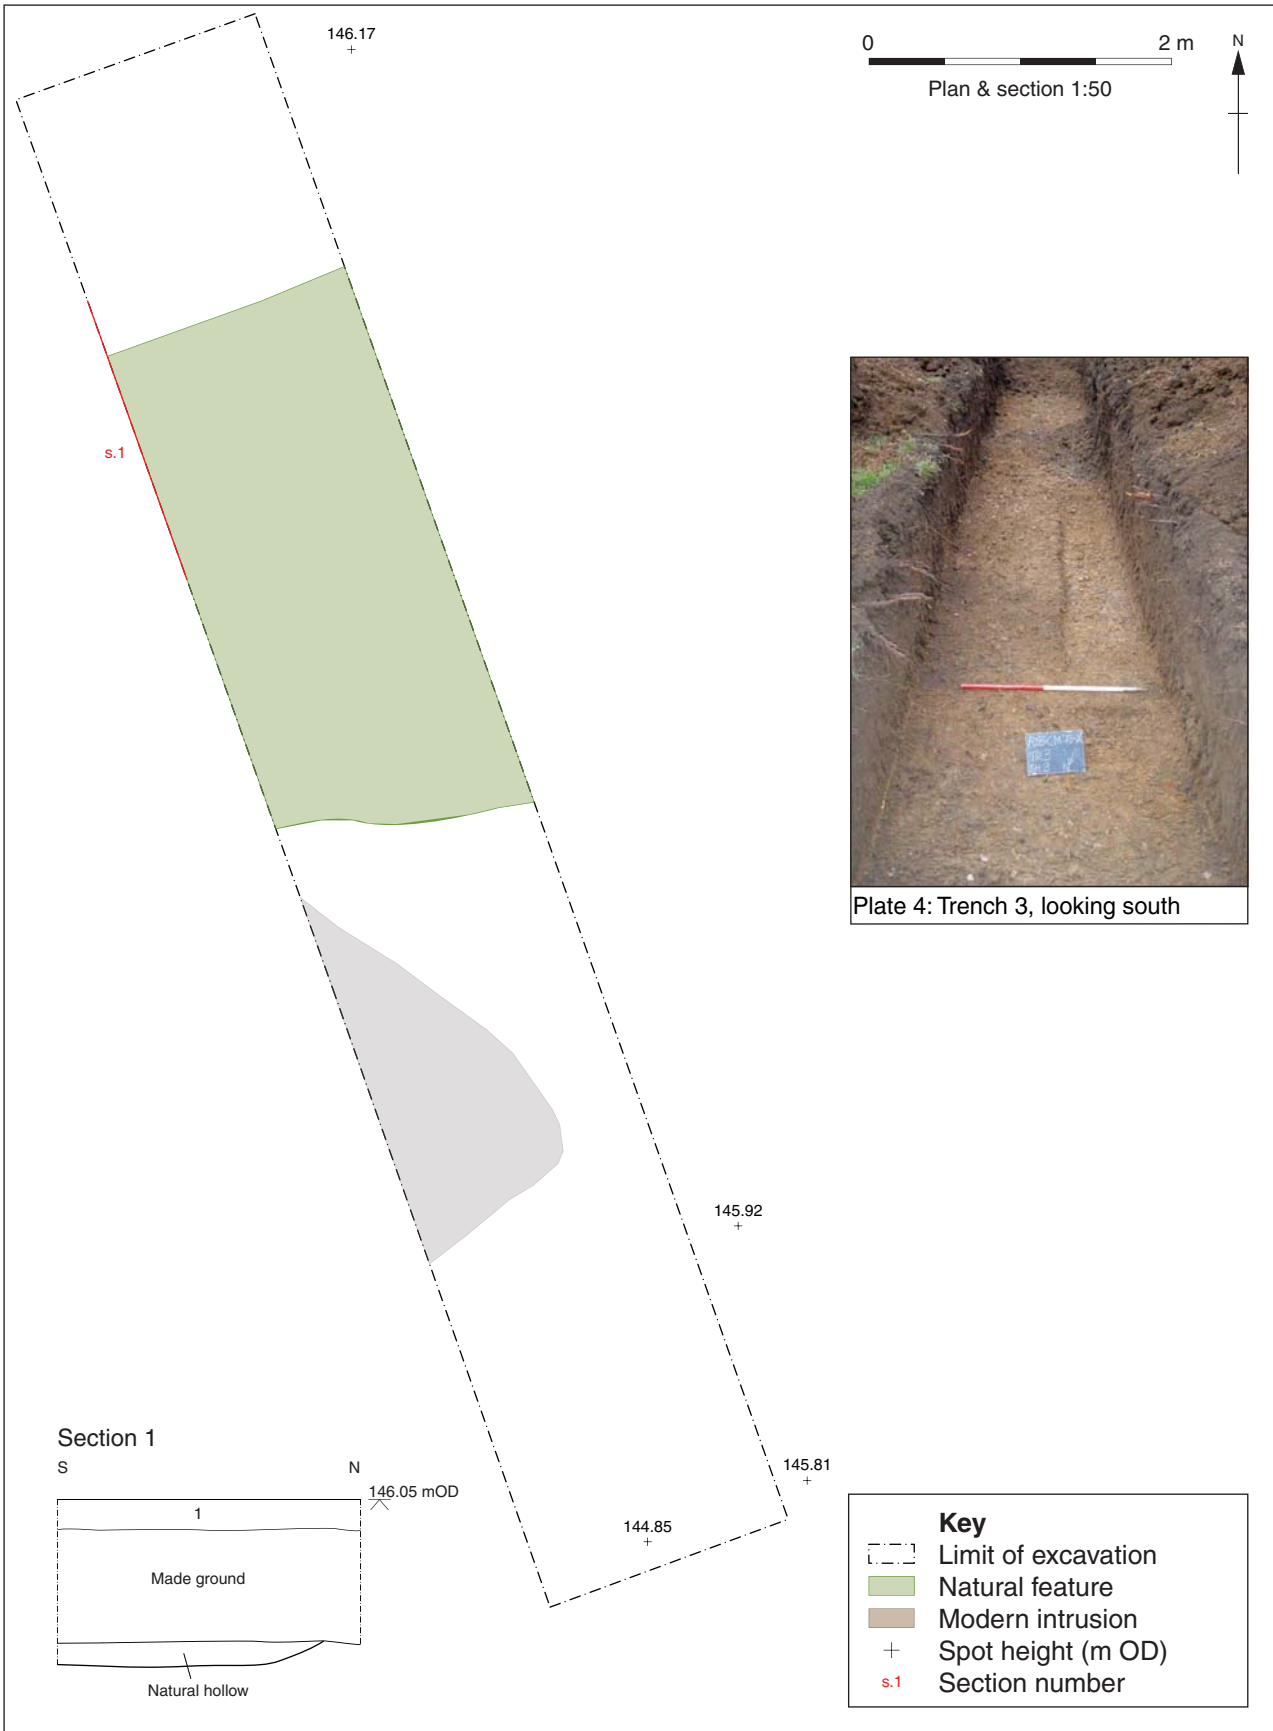 146.17
0 2 m
Plan & section 1:50
N
s.1
Plate 4: Trench 3, looking south
145.92
145.81
144.85
Section 1
S N
146.05 mOD
1
Made ground
Natural hollow
Key
Limit of excavation
Natural feature
Modern intrusion
Spot height (m OD)
s.1 Section number